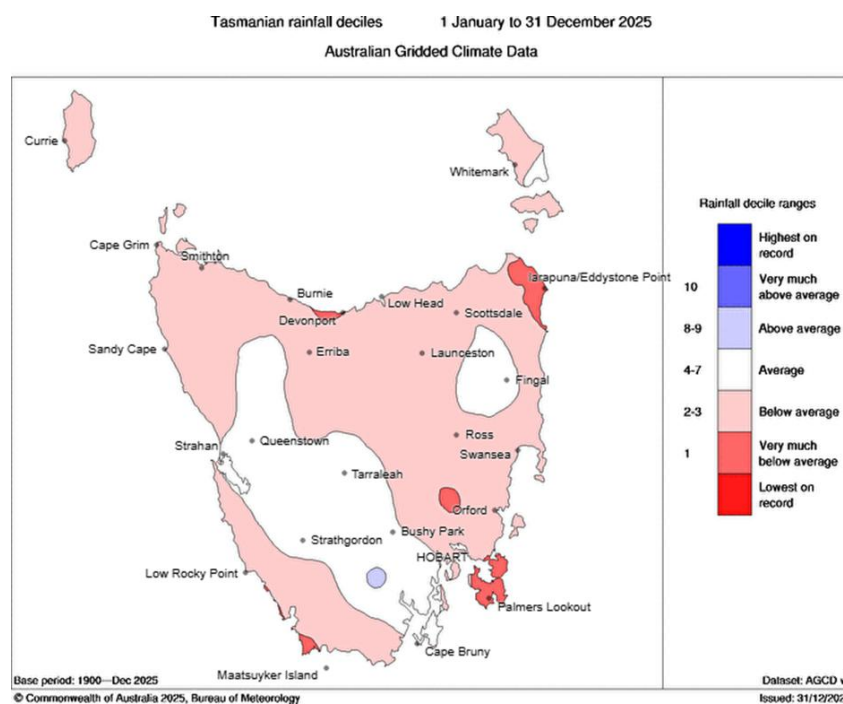 Tasmanian rainfall deciles 1 January to 31 December 2025
Australian Gridded Climate Data
Currie
Whitemark
Rainfall decile ranges
Highest on
record
10 Very much
above average
8-9 Above average
4-7 Average
2-3 Below average
1 Very much
below average
Lowest on
record
Cape Grim
Smithton
larapuna/Eddystone Point
Burnie
Low Head
Devonport
Scottsdale
Sandy Cape
Erriba
Launceston
Fingal
Ross
Queenstown
Strahan
Swansea
Tarraleah
Orford
Bushy Park
Strathgordon
HOBART
Low Rocky Point
Palmers Lookout
Cape Bruny
Maatsuyker Island
Base period: 1900—Dec 2025
Dataset: AGCD v
© Commonwealth of Australia 2025, Bureau of Meteorology
Issued: 31/12/202